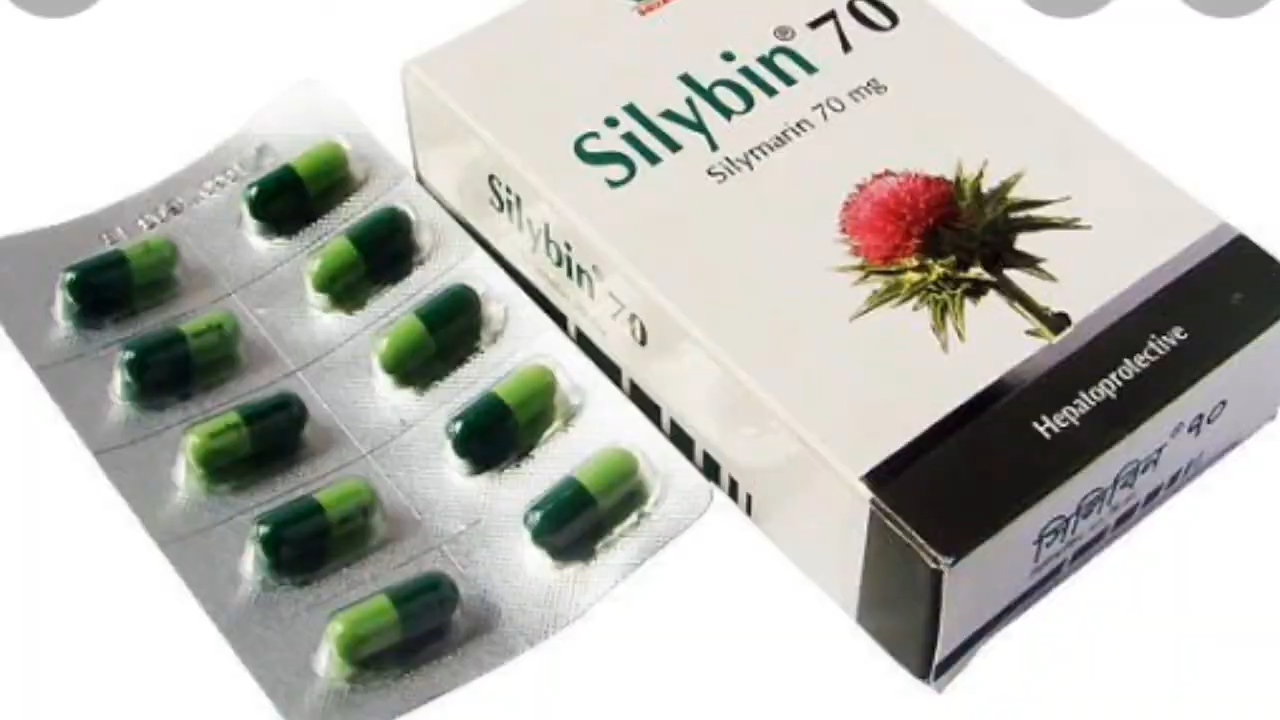 Silybin® 70
Silymarin 70 mg
Silybin® 70
Hepatoprotective
সিলিবিন® ৭০